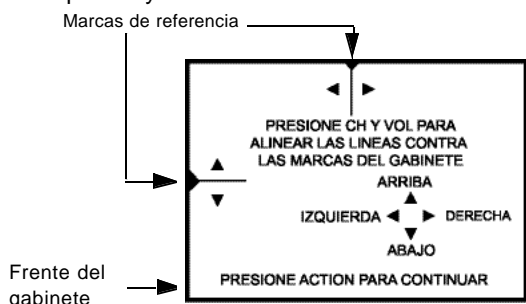 Marcas de referencia
PRESIONE CH Y VOL PARA
ALINEAR LAS LINEAS CONTRA
LAS MARCAS DEL GABINETE
ARRIBA
IZQUIERDA
DERECHA
ABAJO
PRESIONE ACTION PARA CONTINUAR
Frente del
gabinete